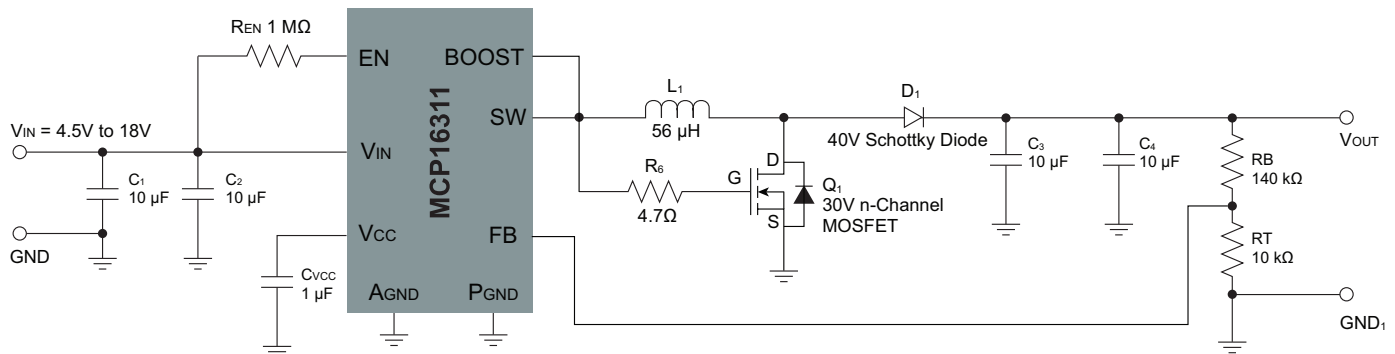 REN 1 MΩ
VIN = 4.5V to 18V
C1
10 µF
C2
10 µF
GND
CVCC
1 µF
MCP16311
EN
VIN
VCC
AGND
BOOST
SW
FB
PGND
L1
56 µH
R6
4.7Ω
D
G
S
Q1
30V n-Channel
MOSFET
D1
40V Schottky Diode
C3
10 µF
C4
10 µF
VOUT
RB
140 kΩ
RT
10 kΩ
GND1